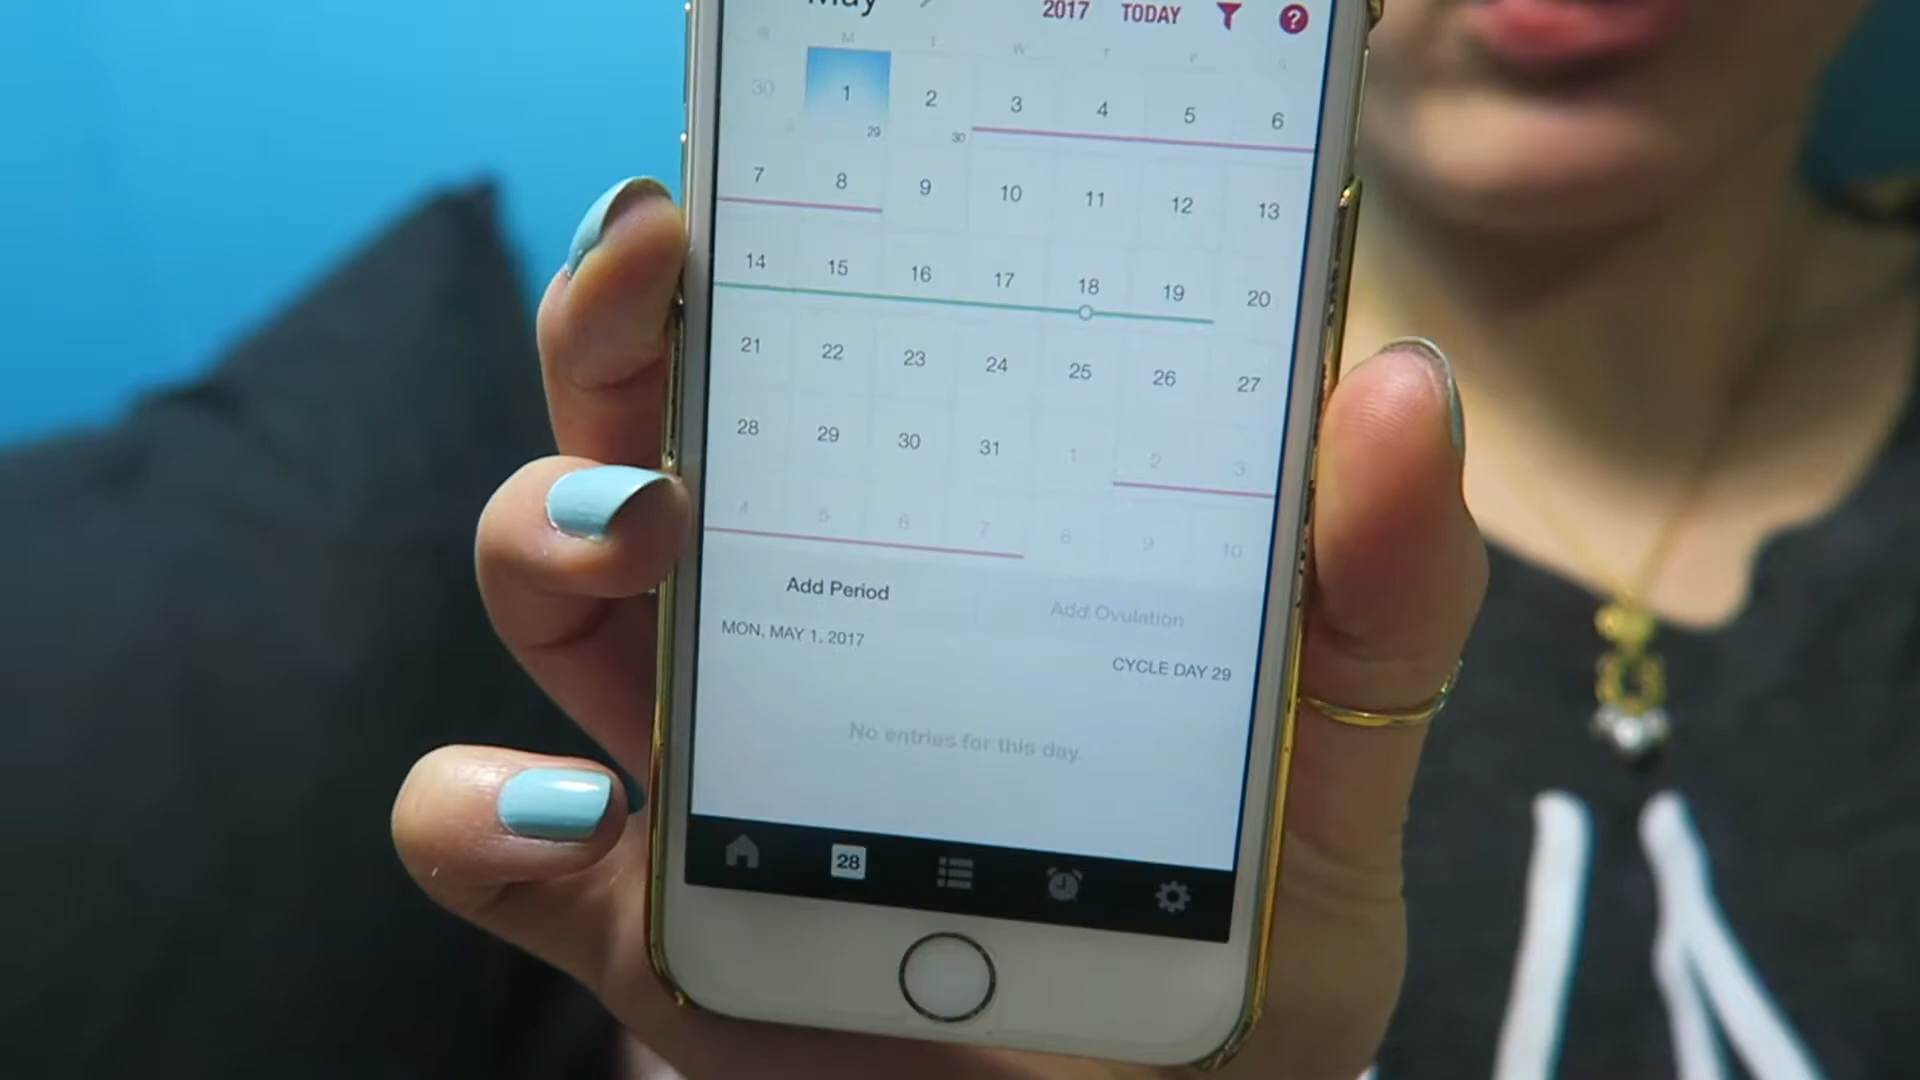 May 2017 TODAY ?
S M T W T F S
30 1 2 3 4 5 6
29 30
7 8 9 10 11 12 13
14 15 16 17 18 19 20
21 22 23 24 25 26 27
28 29 30 31 1 2 3
4 5 6 7 8 9 10
Add Period Add Ovulation
MON, MAY 1, 2017
CYCLE DAY 29
No entries for this day.
28